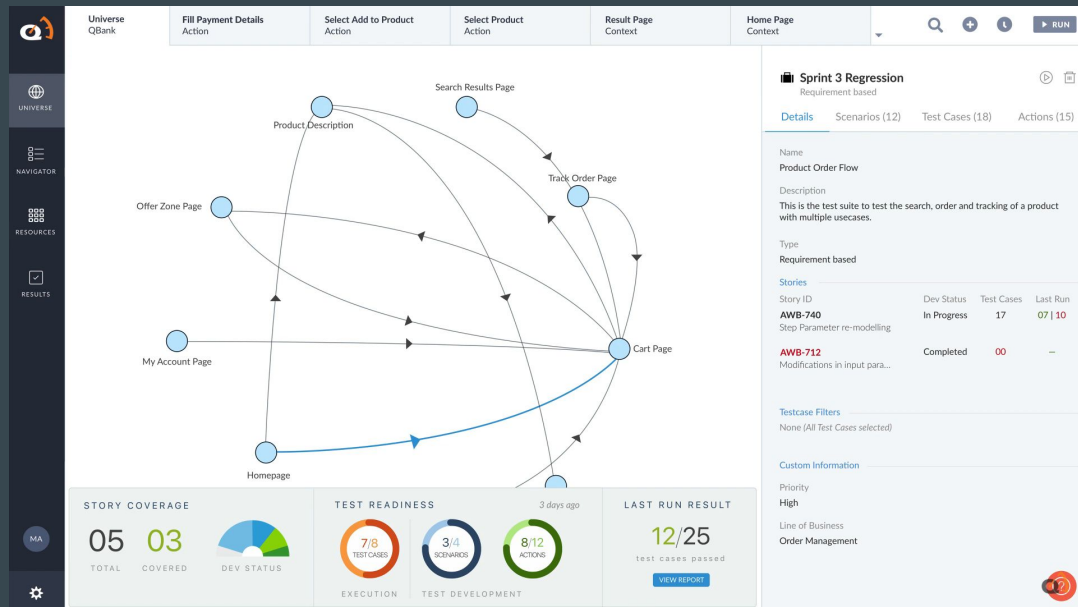 Universe
QBank
Fill Payment Details
Action
Select Add to Product
Action
Select Product
Action
Result Page
Context
Home Page
Context
RUN
UNIVERSE
NAVIGATOR
RESOURCES
RESULTS
MA
Search Results Page
Product Description
Track Order Page
Offer Zone Page
Cart Page
My Account Page
Homepage
STORY COVERAGE
05 03
TOTAL COVERED DEV STATUS
TEST READINESS 3 days ago
7/8
TEST CASES
3/4
SCENARIOS
8/12
ACTIONS
EXECUTION TEST DEVELOPMENT
LAST RUN RESULT
12/25
test cases passed
VIEW REPORT
Sprint 3 Regression
Requirement based
Details Scenarios (12) Test Cases (18) Actions (15)
Name
Product Order Flow
Description
This is the test suite to test the search, order and tracking of a product
with multiple usecases.
Type
Requirement based
Stories
Story ID Dev Status Test Cases Last Run
AWB-740 In Progress 17 07 | 10
Step Parameter re-modelling
AWB-712 Completed 00 –
Modifications in input para...
Testcase Filters
None (All Test Cases selected)
Custom Information
Priority
High
Line of Business
Order Management
?